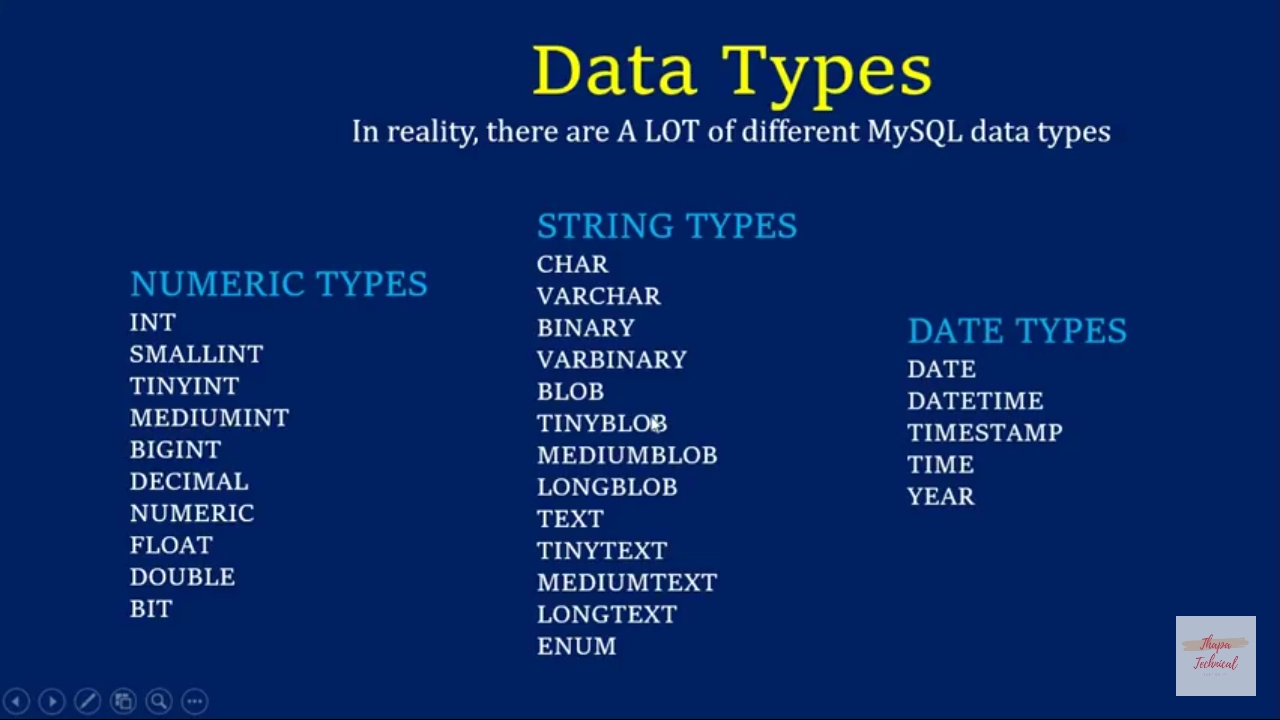 Data Types
In reality, there are A LOT of different MySQL data types
NUMERIC TYPES
INT
SMALLINT
TINYINT
MEDIUMINT
BIGINT
DECIMAL
NUMERIC
FLOAT
DOUBLE
BIT
STRING TYPES
CHAR
VARCHAR
BINARY
VARBINARY
BLOB
TINYBLOB
MEDIUMBLOB
LONGBLOB
TEXT
TINYTEXT
MEDIUMTEXT
LONGTEXT
ENUM
DATE TYPES
DATE
DATETIME
TIMESTAMP
TIME
YEAR
Thapa
Technical